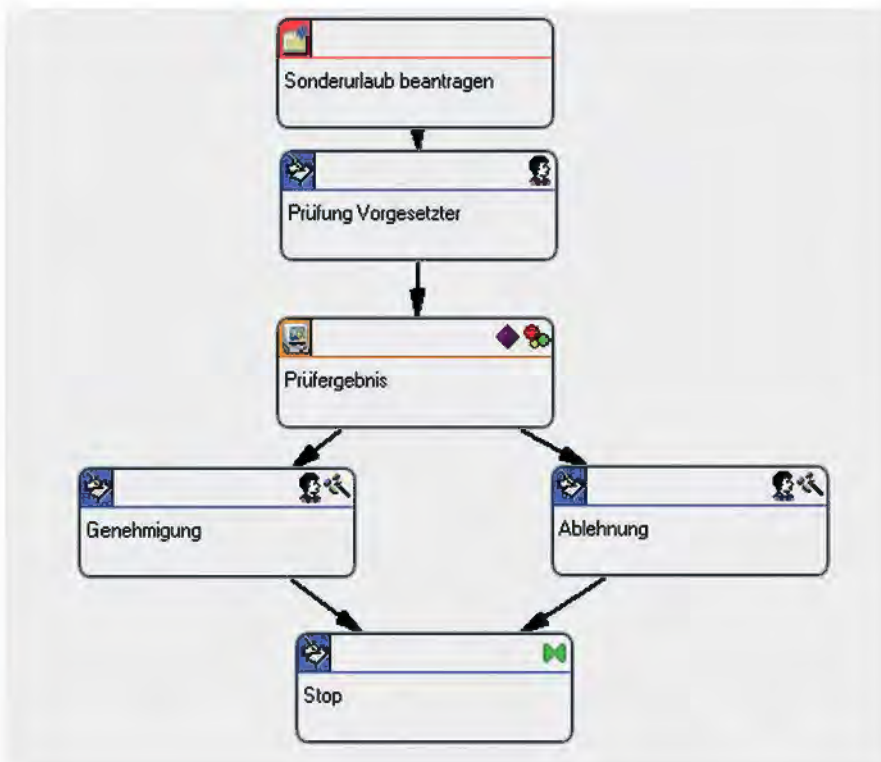 Sonderurlaub beantragen
Prüfung Vorgesetzter
Prüfergebnis
Genehmigung
Ablehnung
Stop